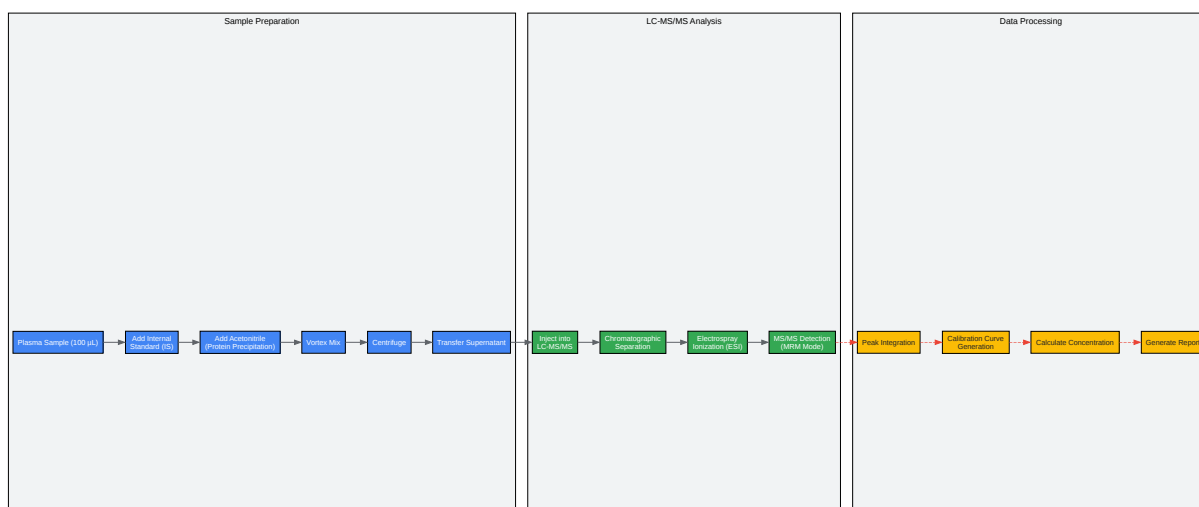 Sample Preparation
LC-MS/MS Analysis
Data Processing
Plasma Sample (100 µL)
Add Internal
Standard (IS)
Add Acetonitrile
(Protein Precipitation)
Vortex Mix
Centrifuge
Transfer Supernatant
Inject into
LC-MS/MS
Chromatographic
Separation
Electrospray
Ionization (ESI)
MS/MS Detection
(MRM Mode)
Peak Integration
Calibration Curve
Generation
Calculate Concentration
Generate Report